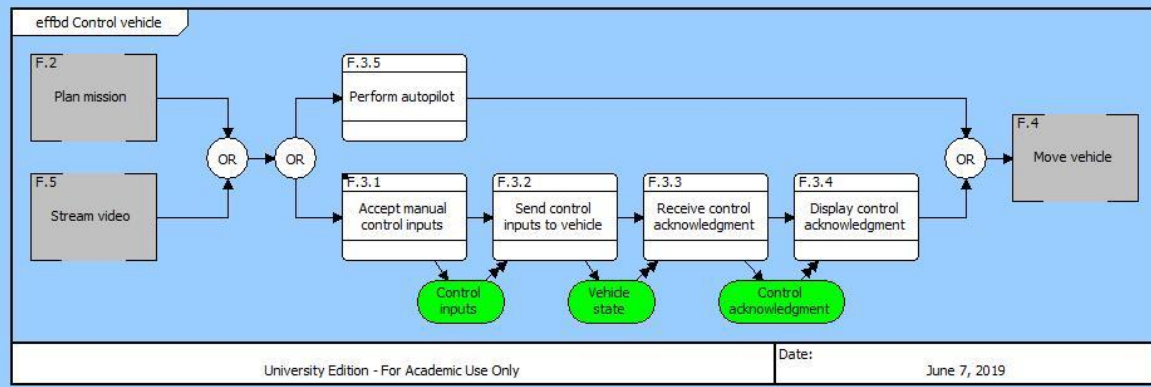 effbd Control vehicle
F.2
Plan mission
F.5
Stream video
OR
OR
F.3.5
Perform autopilot
F.3.1
Accept manual
control inputs
F.3.2
Send control
inputs to vehicle
F.3.3
Receive control
acknowledgment
F.3.4
Display control
acknowledgment
Control
inputs
Vehicle
state
Control
acknowledgment
OR
F.4
Move vehicle
University Edition - For Academic Use Only
Date:
June 7, 2019